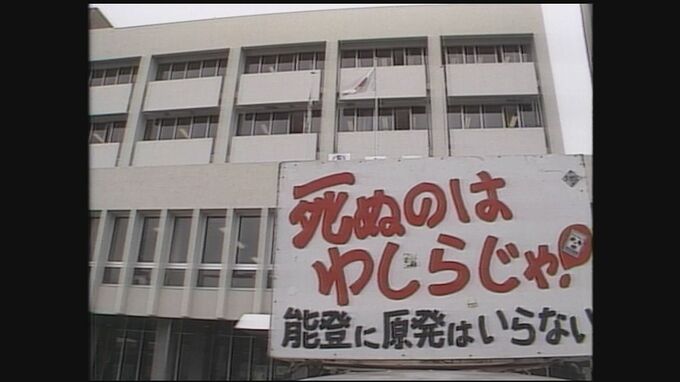 死ぬのは
わしらじゃ!
能登に原発はいらない